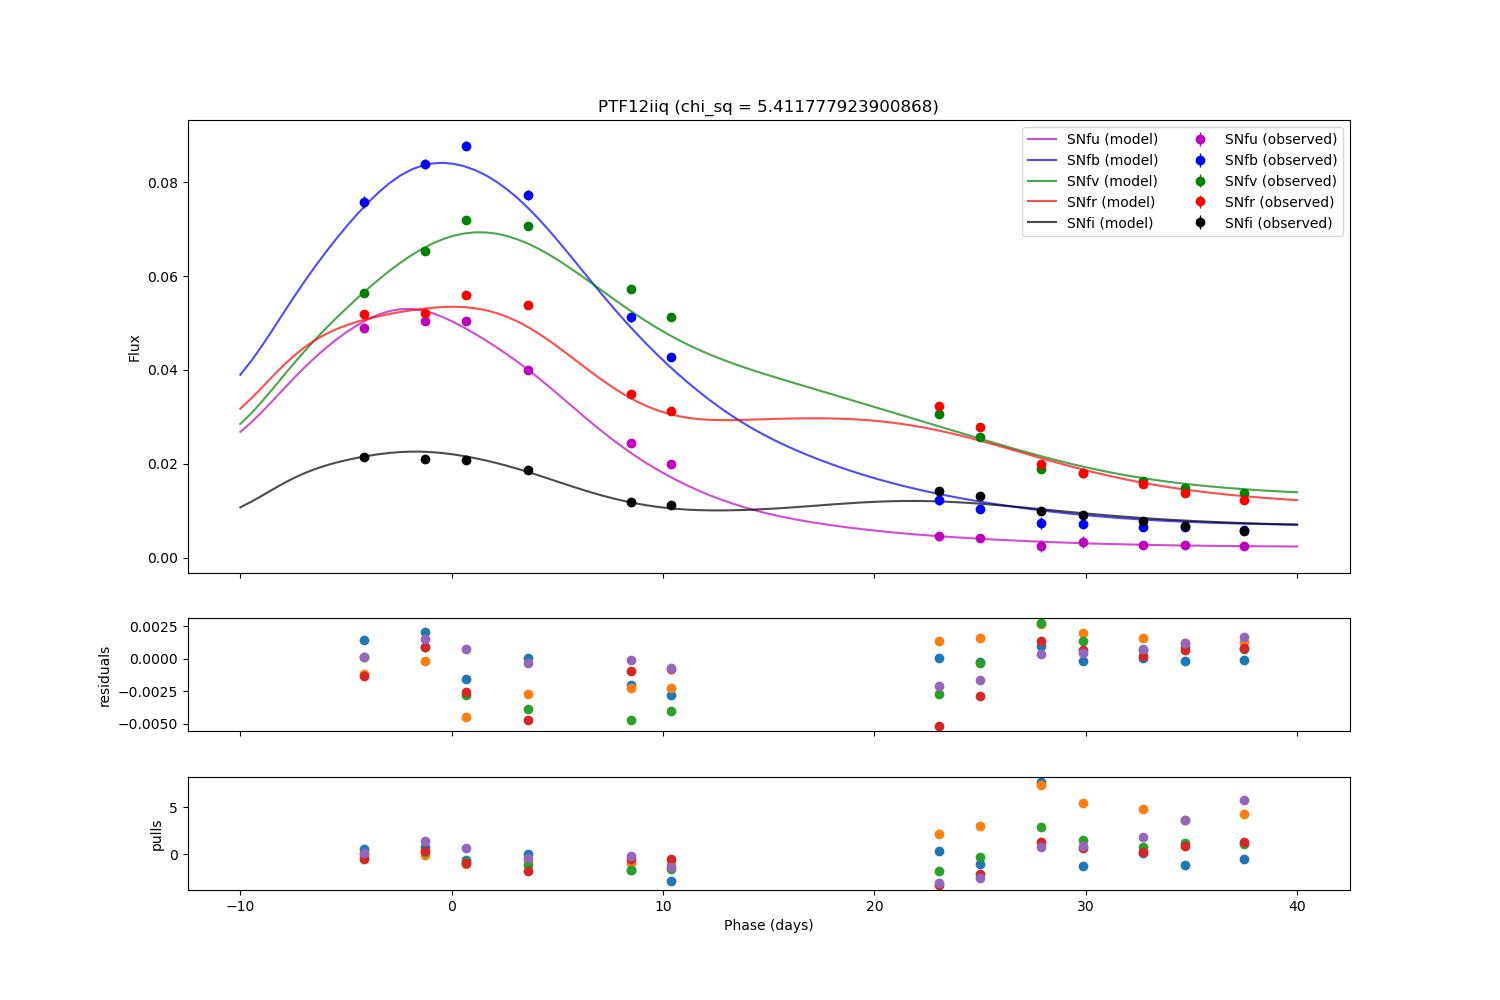 PTF12iiq (chi_sq = 5.411777923900868)
SNfu (model)
SNfb (model)
SNfv (model)
SNfr (model)
SNfi (model)
SNfu (observed)
SNfb (observed)
SNfv (observed)
SNfr (observed)
SNfi (observed)
Flux
0.08
0.06
0.04
0.02
0.00
residuals
0.0025
0.0000
−0.0025
−0.0050
pulls
5
0
−10
0
10
20
30
40
Phase (days)